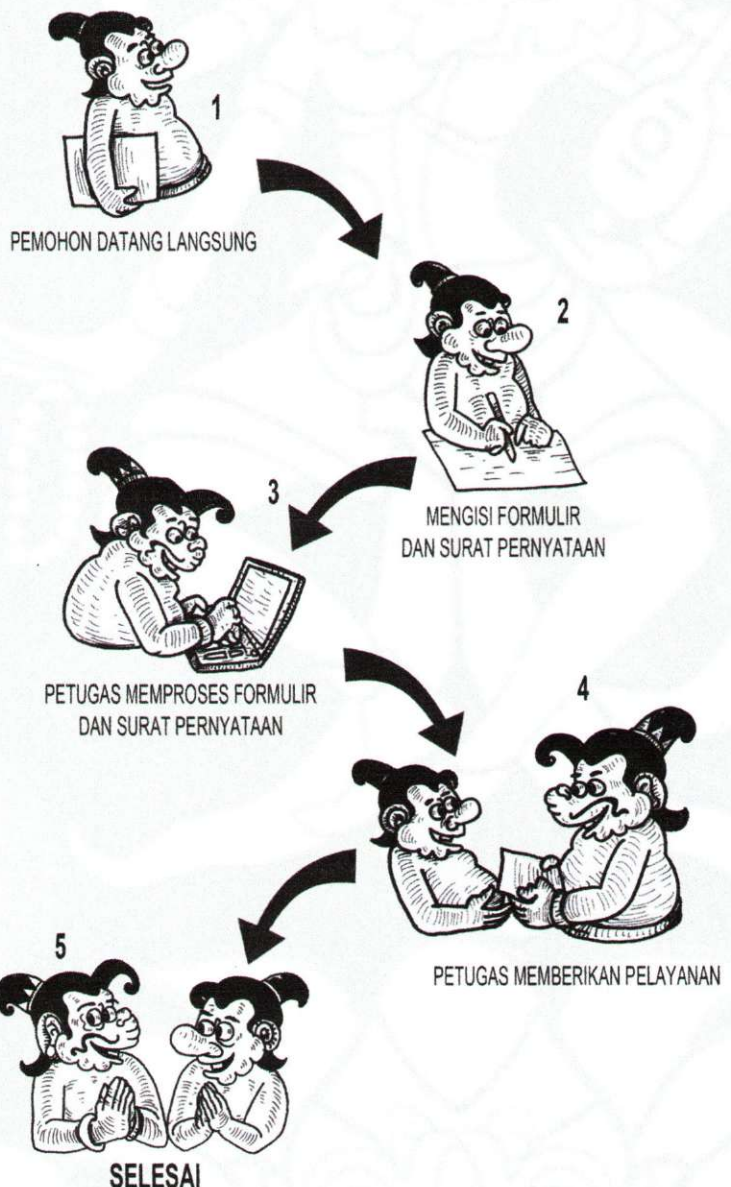 1
PEMOHON DATANG LANGSUNG
2
MENGISI FORMULIR
DAN SURAT PERNYATAAN
3
PETUGAS MEMPROSES FORMULIR
DAN SURAT PERNYATAAN
4
PETUGAS MEMBERIKAN PELAYANAN
5
SELESAI